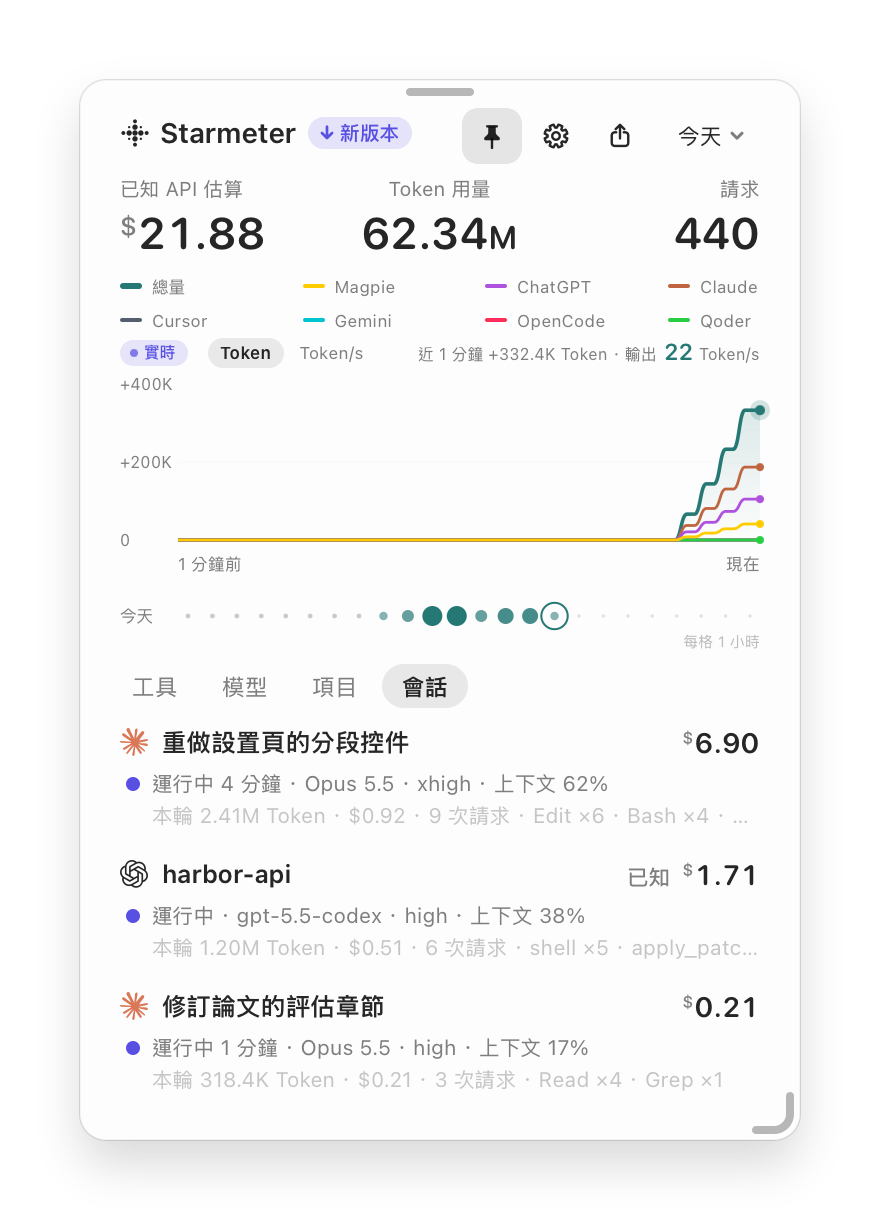 Starmeter 新版本 今天
已知 API 估算 Token 用量 請求
$21.88 62.34M 440
總量 Magpie ChatGPT Claude
Cursor Gemini OpenCode Qoder
實時 Token Token/s 近 1 分鐘 +332.4K Token · 輸出 22 Token/s
+400K
+200K
0
1 分鐘前 現在
今天
每格 1 小時
工具 模型 項目 會話
重做設置頁的分段控件 $6.90
運行中 4 分鐘 · Opus 5.5 · xhigh · 上下文 62%
本輪 2.41M Token · $0.92 · 9 次請求 · Edit ×6 · Bash ×4 · …
harbor-api 已知 $1.71
運行中 · gpt-5.5-codex · high · 上下文 38%
本輪 1.20M Token · $0.51 · 6 次請求 · shell ×5 · apply_patc…
修訂論文的評估章節 $0.21
運行中 1 分鐘 · Opus 5.5 · high · 上下文 17%
本輪 318.4K Token · $0.21 · 3 次請求 · Read ×4 · Grep ×1